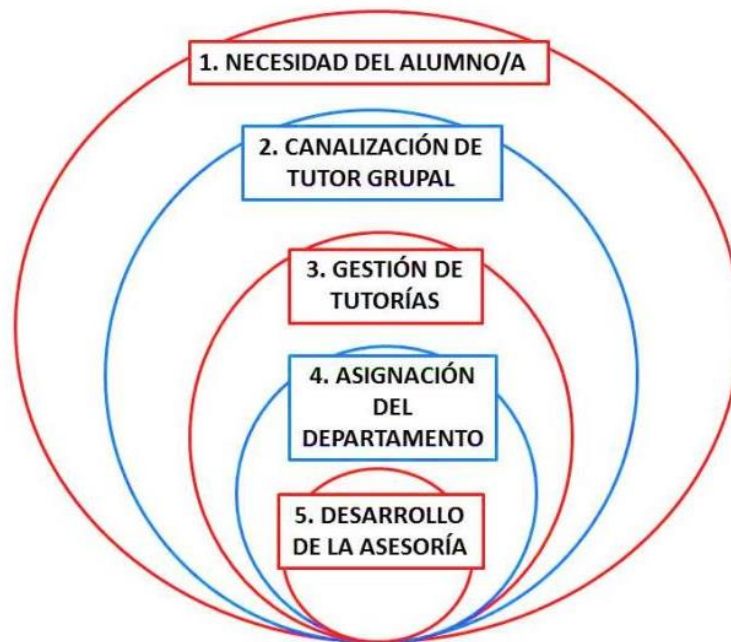 1. NECESIDAD DEL ALUMNO/A
2. CANALIZACIÓN DE
TUTOR GRUPAL
3. GESTIÓN DE
TUTORÍAS
4. ASIGNACIÓN
DEL
DEPARTAMENTO
5. DESARROLLO
DE LA ASESORÍA